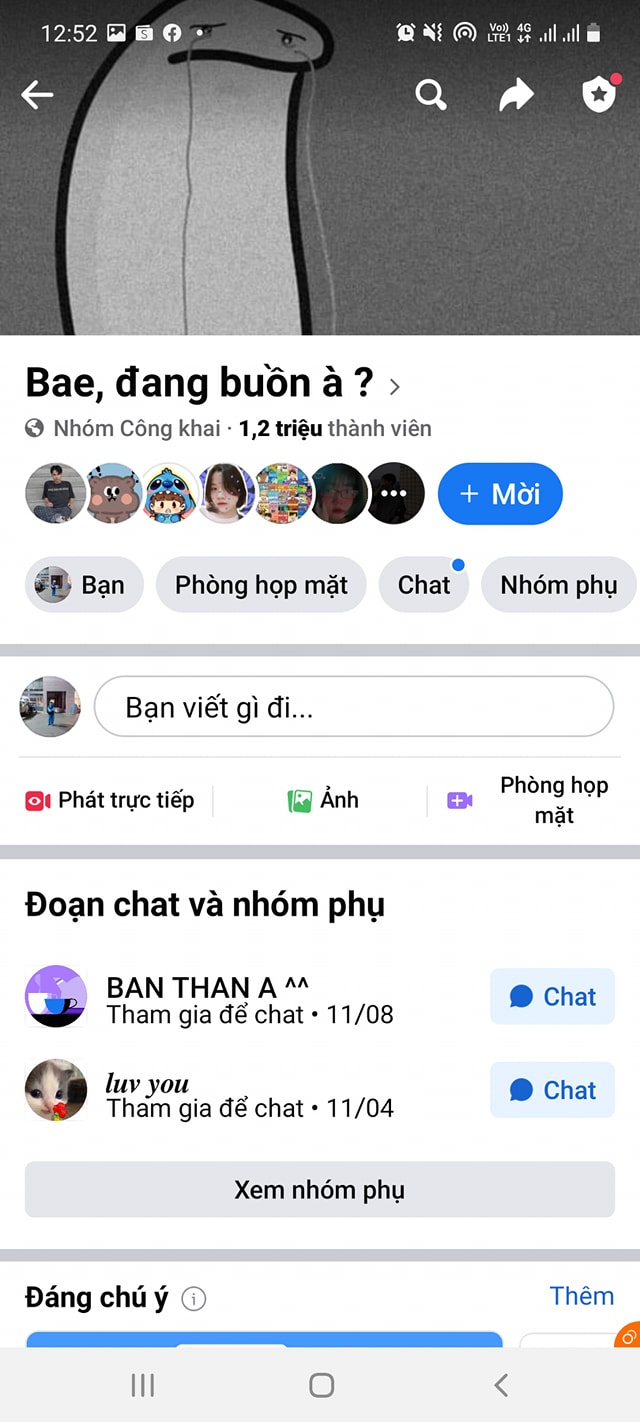 12:52
Vo)) 4G
LTE1
Bae, đang buồn à ?
Nhóm Công khai · 1,2 triệu thành viên
+ Mời
Bạn
Phòng họp mặt
Chat
Nhóm phụ
Bạn viết gì đi...
Phát trực tiếp
Ảnh
Phòng họp
mặt
Đoạn chat và nhóm phụ
BAN THAN A ^^
Tham gia để chat • 11/08
Chat
luv you
Tham gia để chat • 11/04
Chat
Xem nhóm phụ
Đáng chú ý
Thêm